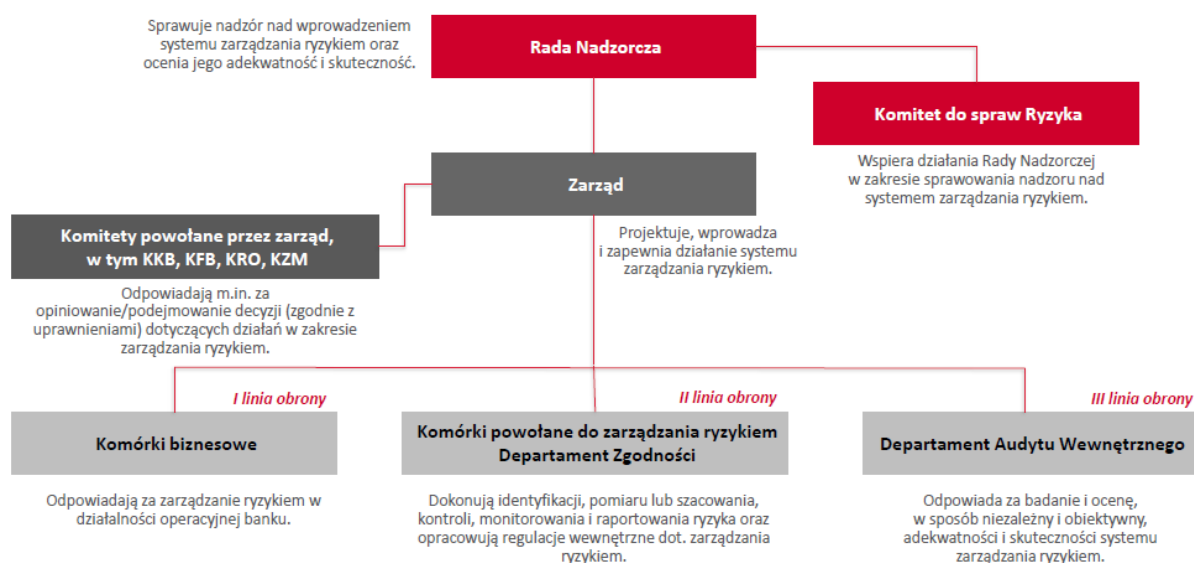 Sprawuje nadzór nad wprowadzeniem
systemu zarządzania ryzykiem oraz
ocenia jego adekwatność i skuteczność.
Rada Nadzorcza
Komitet do spraw Ryzyka
Wspiera działania Rady Nadzorczej
w zakresie sprawowania nadzoru nad
systemem zarządzania ryzykiem.
Zarząd
Projektuje, wprowadza
i zapewnia działanie systemu
zarządzania ryzykiem.
Komitety powołane przez zarząd,
w tym KKB, KFB, KRO, KZM
Odpowiadają m.in. za
opiniowanie/podejmowanie decyzji (zgodnie z
uprawnieniami) dotyczących działań w zakresie
zarządzania ryzykiem.
I linia obrony
Komórki biznesowe
Odpowiadają za zarządzanie ryzykiem w
działalności operacyjnej banku.
II linia obrony
Komórki powołane do zarządzania ryzykiem
Departament Zgodności
Dokonują identyfikacji, pomiaru lub szacowania,
kontroli, monitorowania i raportowania ryzyka oraz
opracowują regulacje wewnętrzne dot. zarządzania
ryzykiem.
III linia obrony
Departament Audytu Wewnętrznego
Odpowiada za badanie i ocenę,
w sposób niezależny i obiektywny,
adekwatności i skuteczności systemu
zarządzania ryzykiem.